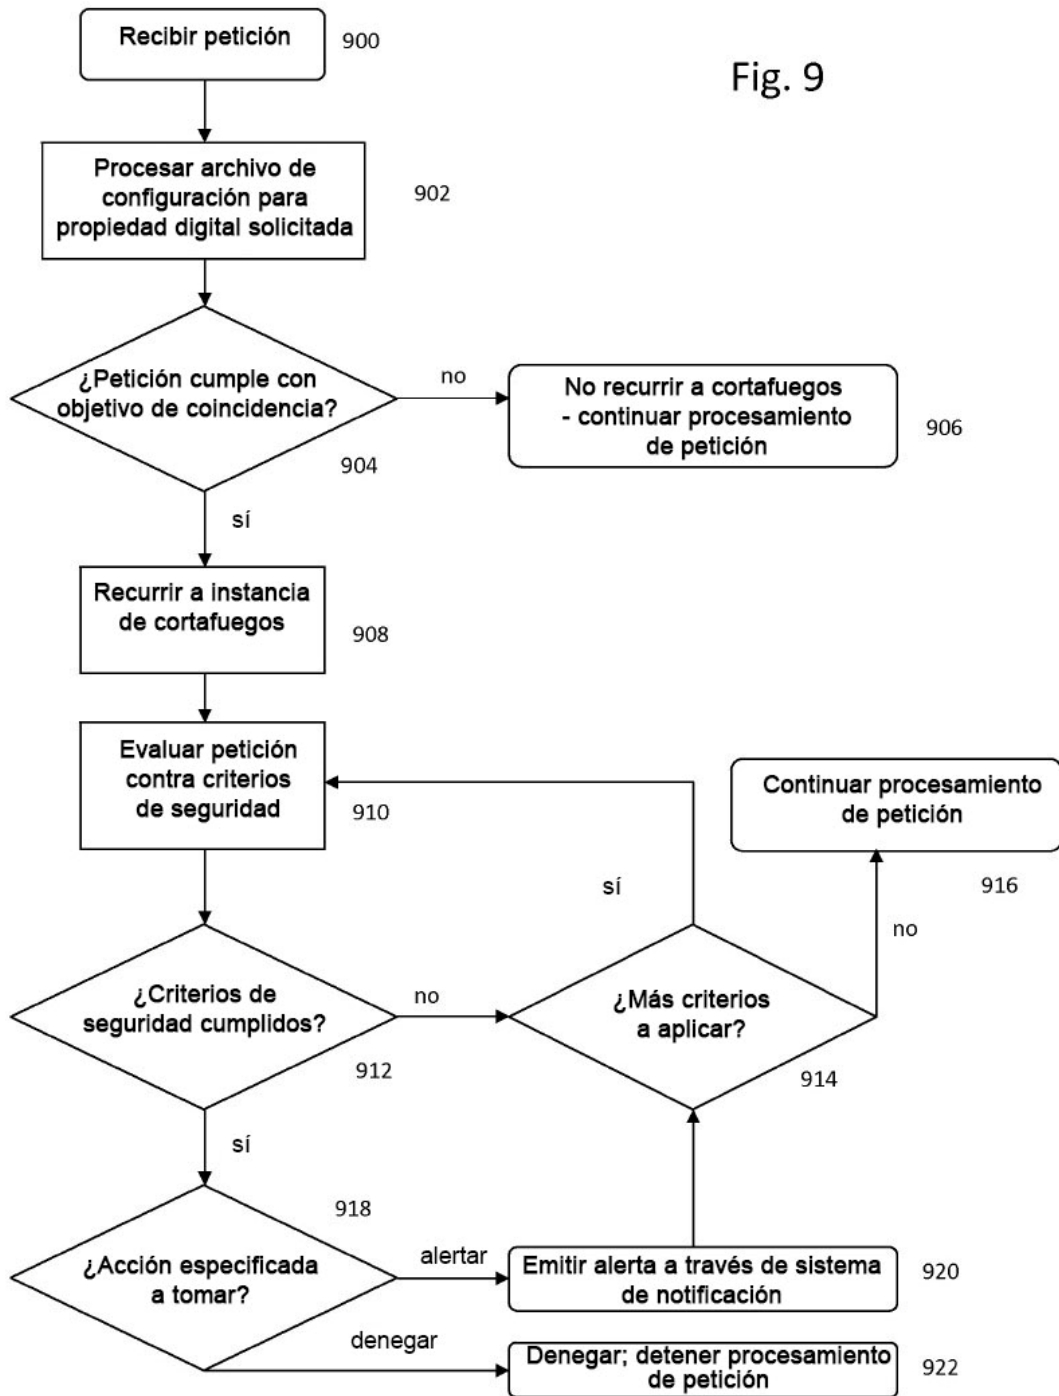 Recibir petición
900
Fig. 9
Procesar archivo de
configuración para
propiedad digital solicitada
902
¿Petición cumple con
objetivo de coincidencia?
904
no
No recurrir a cortafuegos
- continuar procesamiento
de petición
906
sí
Recurrir a instancia
de cortafuegos
908
Evaluar petición
contra criterios
de seguridad
910
Continuar procesamiento
de petición
916
sí
no
¿Criterios de
seguridad cumplidos?
912
no
¿Más criterios
a aplicar?
914
sí
918
¿Acción especificada
a tomar?
alertar
Emitir alerta a través de sistema
de notificación
920
denegar
Denegar; detener procesamiento
de petición
922